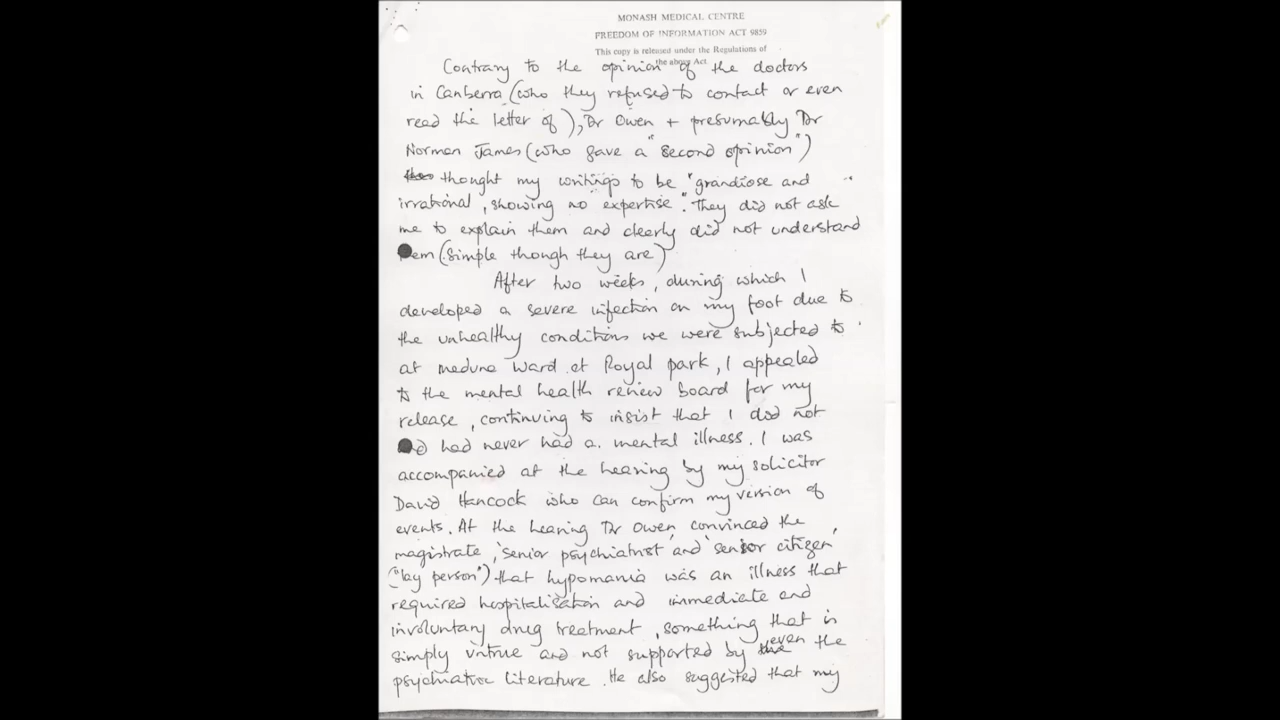 MONASH MEDICAL CENTRE
FREEDOM OF INFORMATION ACT 9859
This copy is released under the Regulations of
the above Act
Contrary to the opinion of the doctors
in Canberra (who they refused to contact or even
read the letter of), Dr Owen + presumably Dr
Norman James (who gave a "second opinion")
thought my writings to be "grandiose and
irrational, showing no expertise". They did not ask
me to explain them and clearly did not understand
em (simple though they are)
After two weeks, during which I
developed a severe infection on my foot due to
the unhealthy conditions we were subjected to
at meduna ward at Royal park, I appealed
to the mental health review board for my
release, continuing to insist that I did not
d had never had a mental illness. I was
accompanied at the hearing by my solicitor
David Hancock who can confirm my version of
events. At the hearing Dr Owen convinced the
magistrate, 'senior psychiatrist' and 'senior citizen'
("lay person") that hypomania was an illness that
required hospitalisation and immediate and
involuntary drug treatment, something that is
simply untrue and not supported by even the
psychiatric literature. He also suggested that my